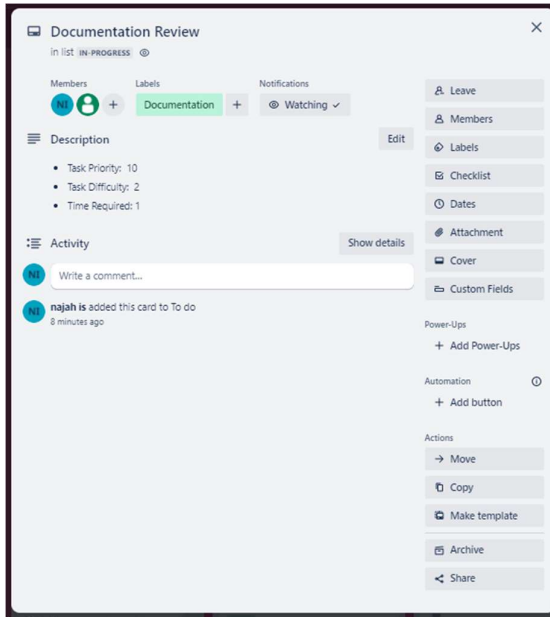 Documentation Review
in list IN-PROGRESS
Members
NI
Labels
Documentation
Notifications
Watching
Description
Edit
Task Priority: 10
Task Difficulty: 2
Time Required: 1
Activity
Show details
NI
Write a comment...
NI
najah is added this card to To do
8 minutes ago
Leave
Members
Labels
Checklist
Dates
Attachment
Cover
Custom Fields
Power-Ups
+ Add Power-Ups
Automation
+ Add button
Actions
Move
Copy
Make template
Archive
Share